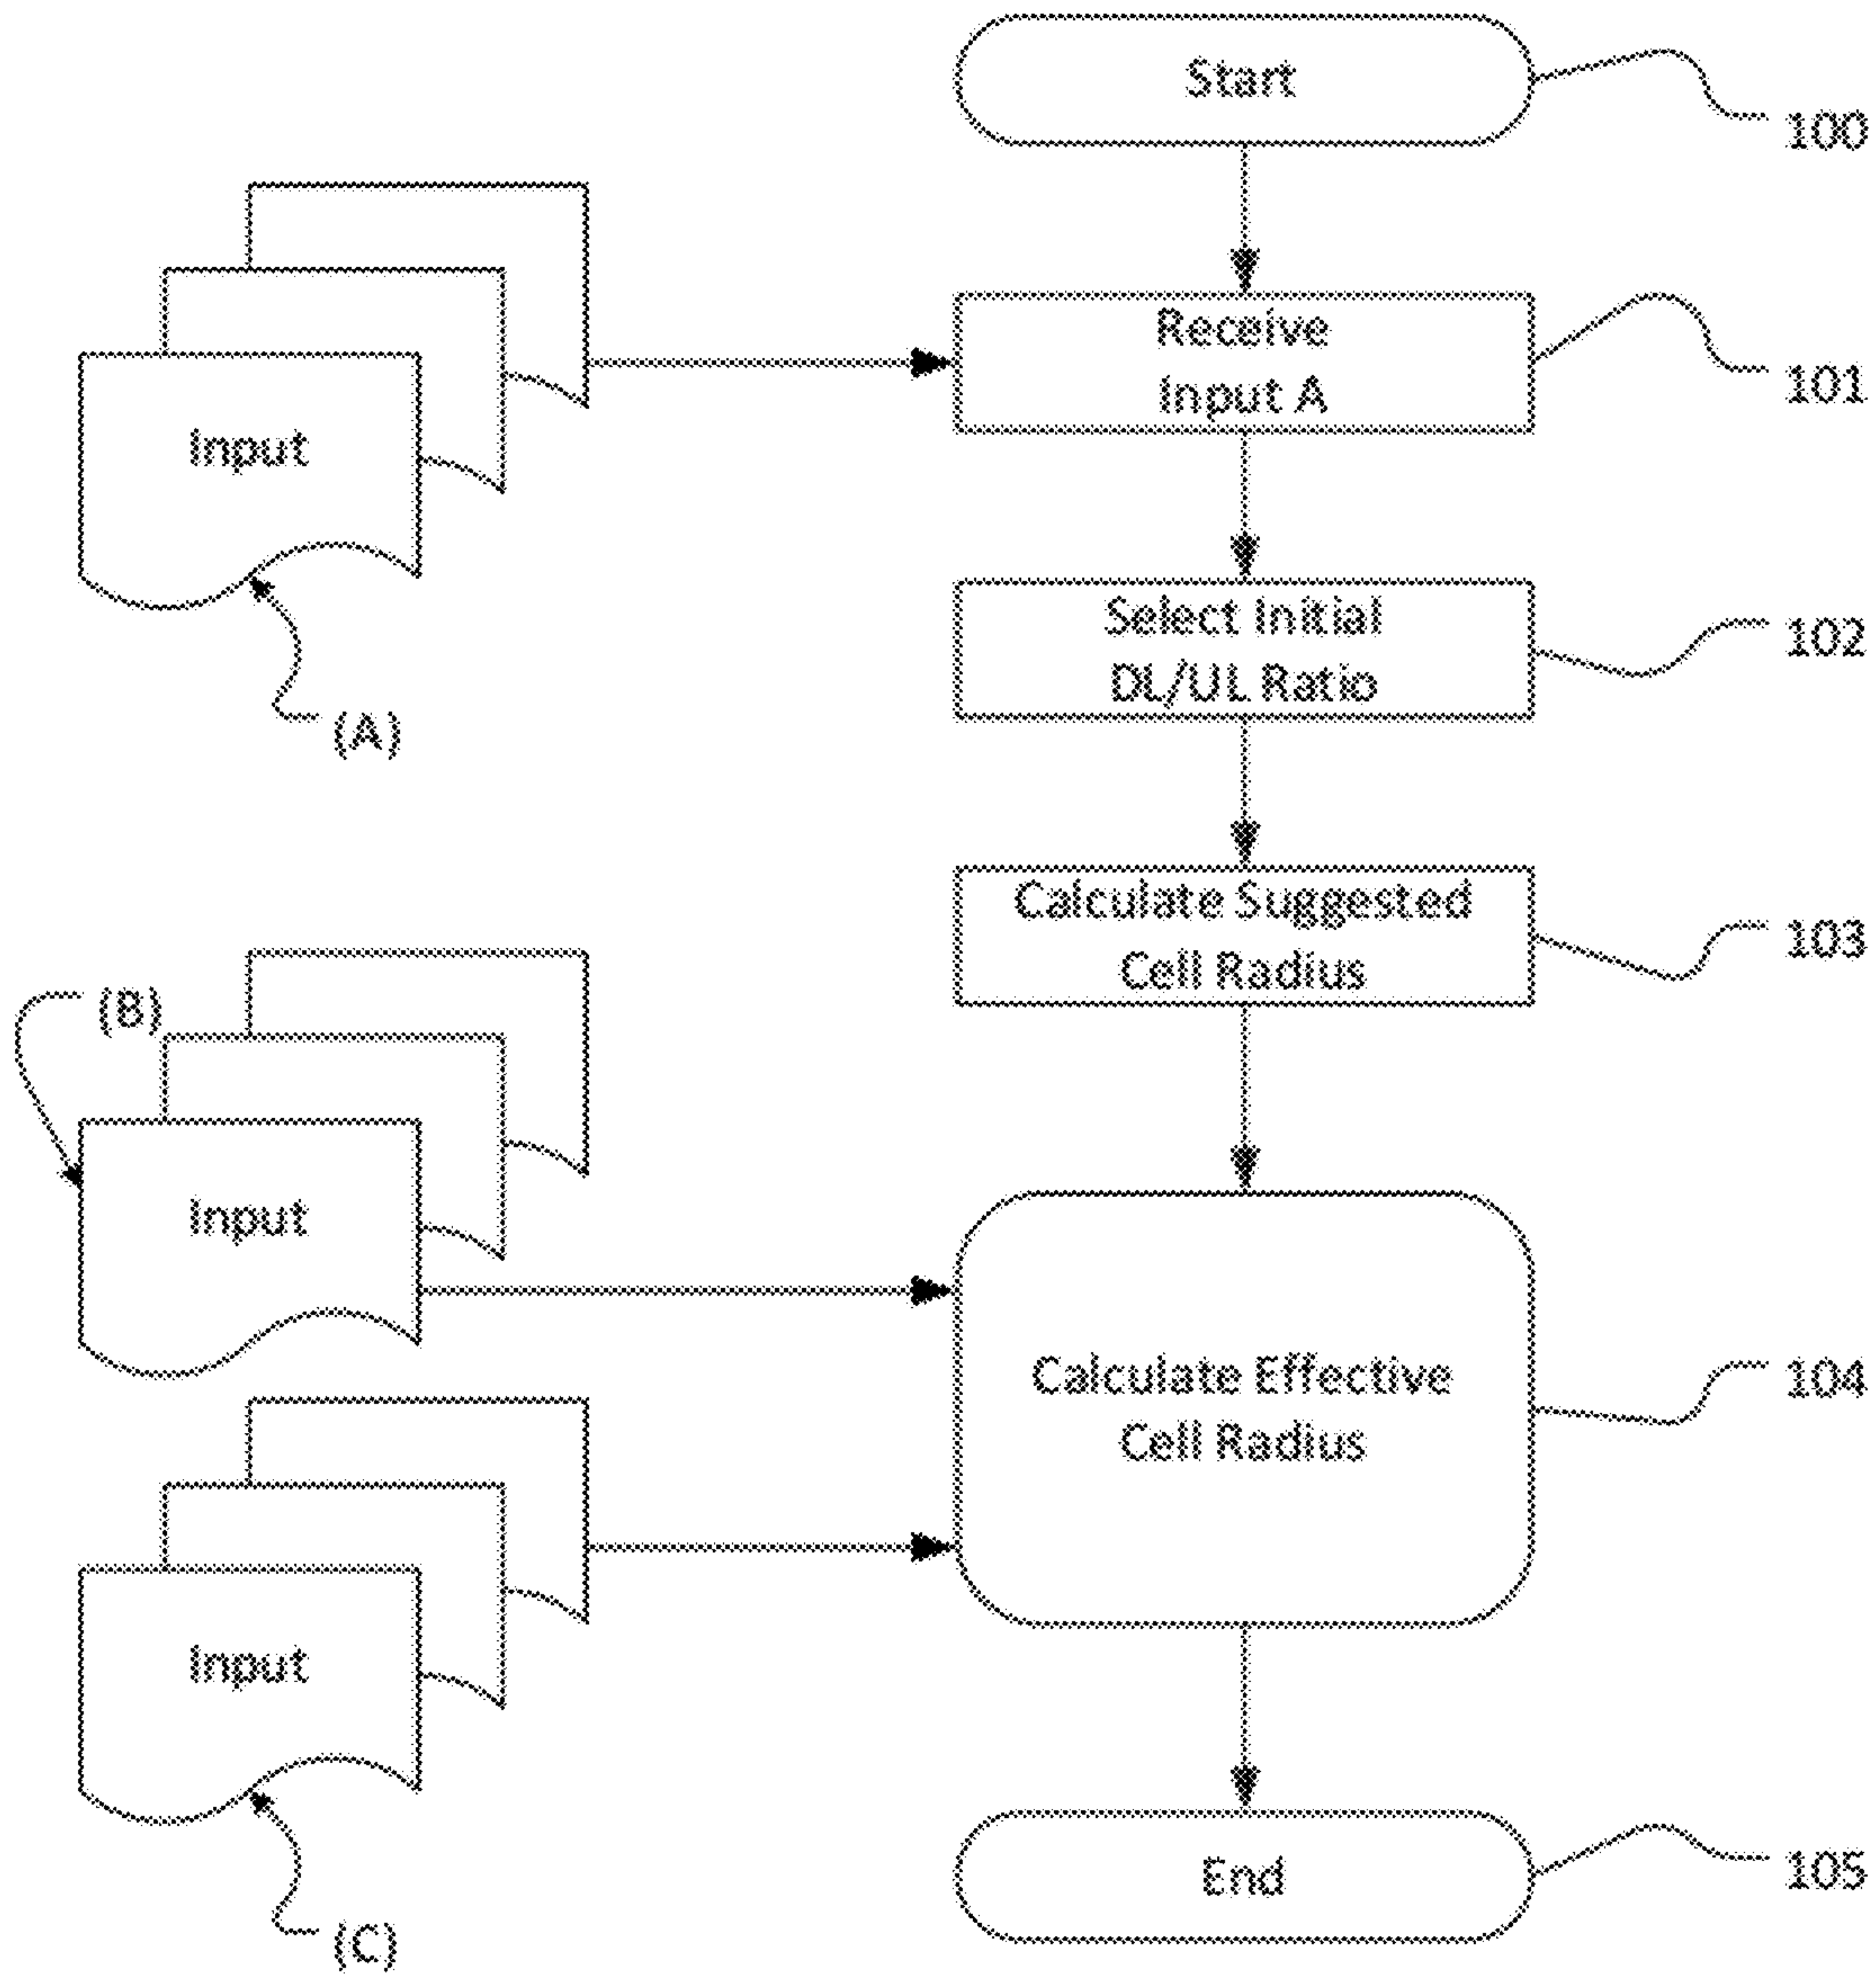 Start
100
Receive
Input A
101
Input
(A)
Select Initial
DL/UL Ratio
102
Calculate Suggested
Cell Radius
103
(B)
Input
Calculate Effective
Cell Radius
104
Input
(C)
End
105